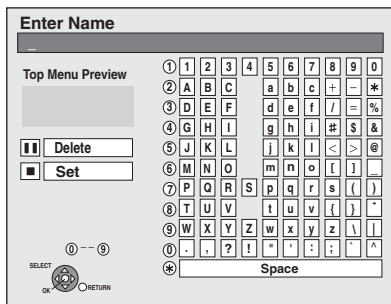 Enter Name
_
Top Menu Preview
Delete
Set
0 -- 9
SELECT
OK
RETURN
① 1 2 3 4 5 6 7 8 9 0
② A B C a b c + − *
③ D E F d e f / = %
④ G H I g h i # $ &
⑤ J K L j k l < > @
⑥ M N O m n o [ ] _
⑦ P Q R S p q r s ( )
⑧ T U V t u v { } ~
⑨ W X Y Z w x y z \ |
⓪ . , ? ! " ' : ; ` ^
✱ Space